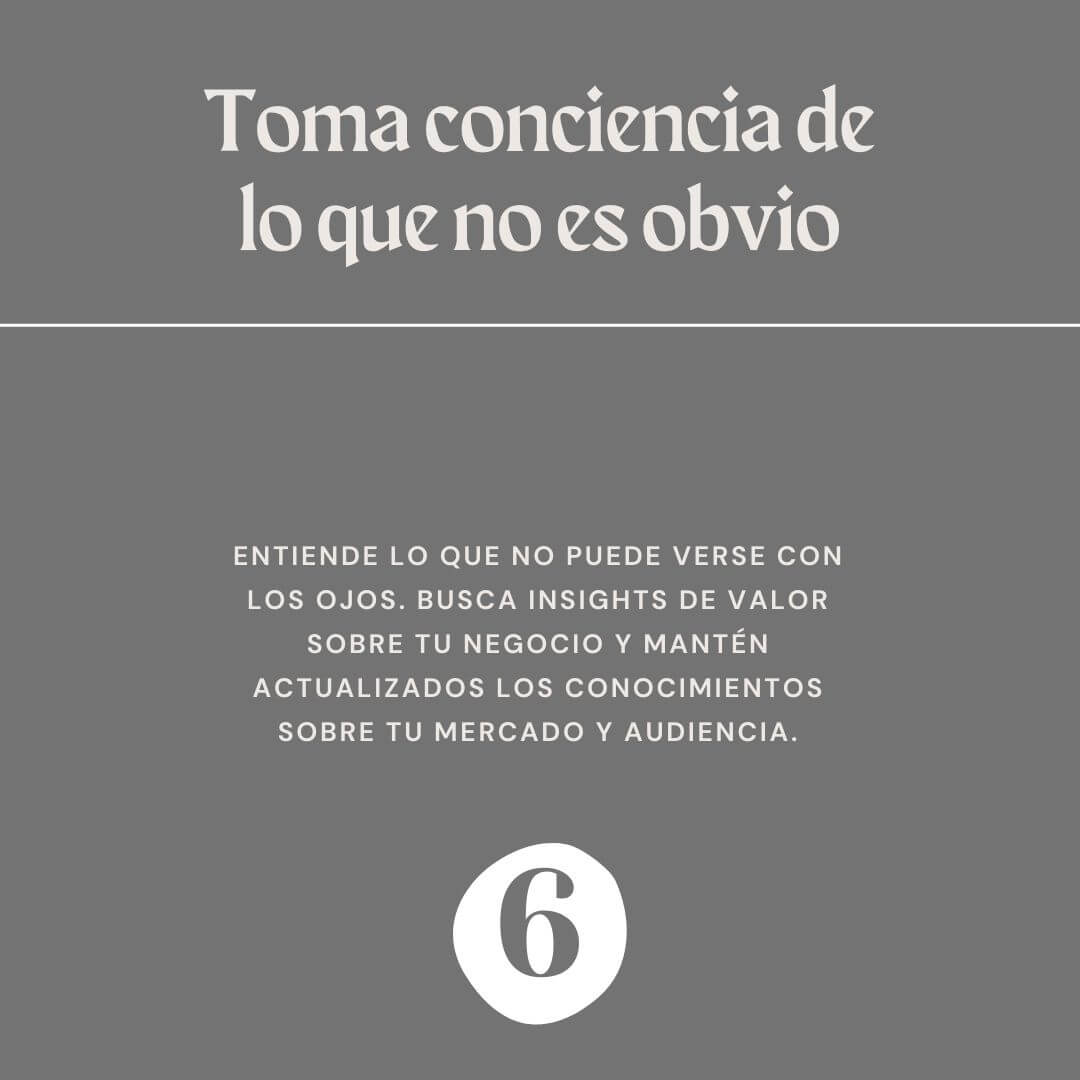 Toma conciencia de
lo que no es obvio
ENTIENDE LO QUE NO PUEDE VERSE CON
LOS OJOS. BUSCA INSIGHTS DE VALOR
SOBRE TU NEGOCIO Y MANTÉN
ACTUALIZADOS LOS CONOCIMIENTOS
SOBRE TU MERCADO Y AUDIENCIA.
6